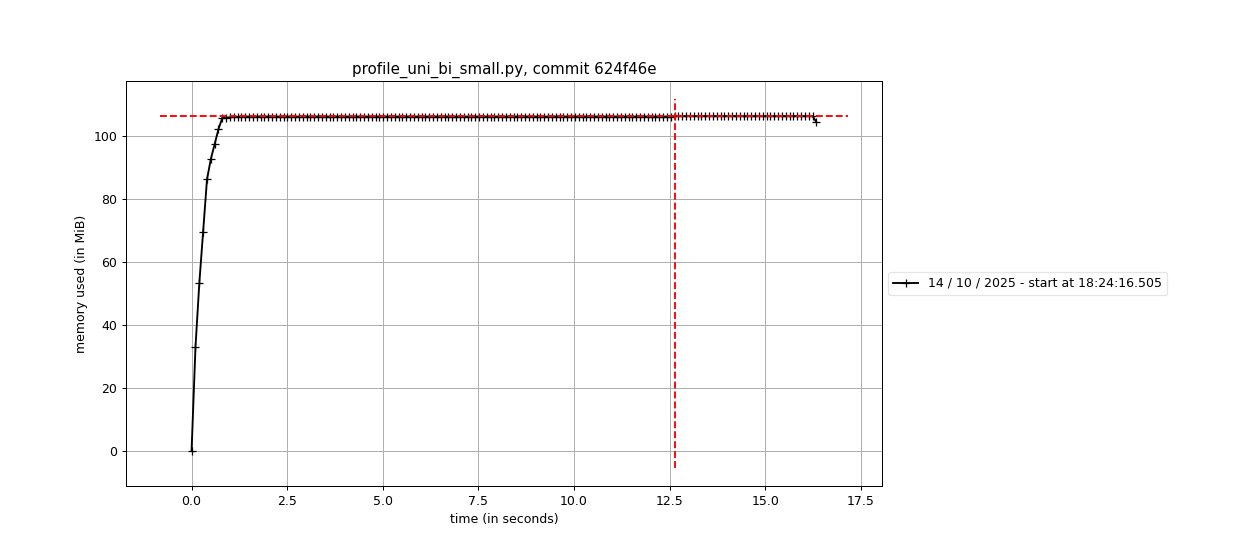 profile_uni_bi_small.py, commit 624f46e
memory used (in MiB)
100
80
60
40
20
0
0.0 2.5 5.0 7.5 10.0 12.5 15.0 17.5
time (in seconds)
14 / 10 / 2025 - start at 18:24:16.505